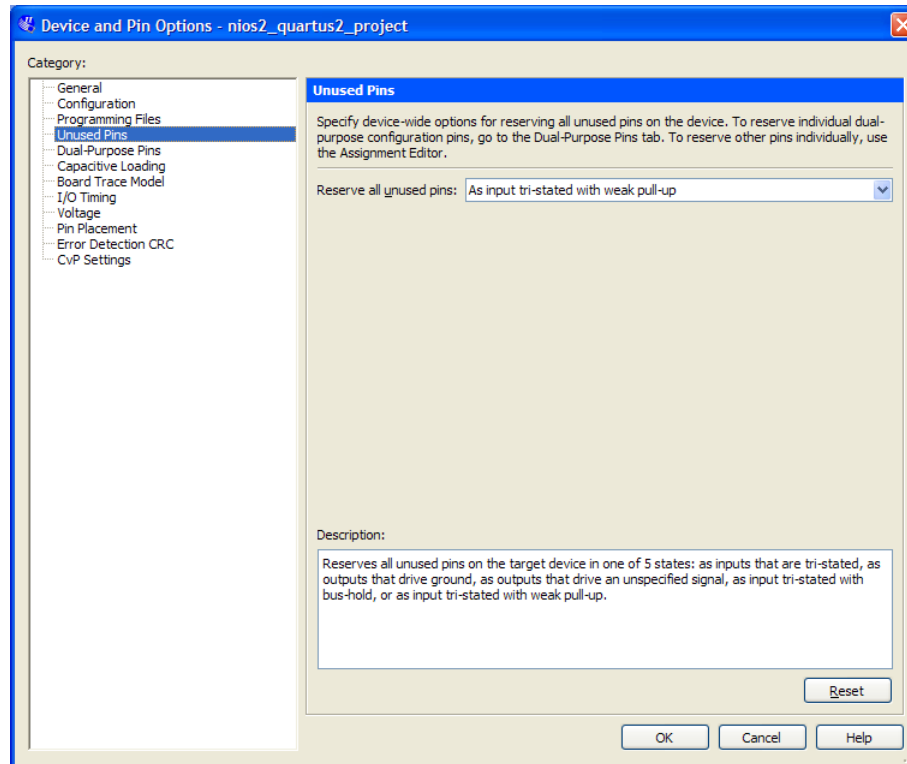 Device and Pin Options - nios2_quartus2_project
Category:
General
Configuration
Programming Files
Unused Pins
Dual-Purpose Pins
Capacitive Loading
Board Trace Model
I/O Timing
Voltage
Pin Placement
Error Detection CRC
CvP Settings
Unused Pins
Specify device-wide options for reserving all unused pins on the device. To reserve individual dual-
purpose configuration pins, go to the Dual-Purpose Pins tab. To reserve other pins individually, use
the Assignment Editor.
Reserve all unused pins: As input tri-stated with weak pull-up
Description:
Reserves all unused pins on the target device in one of 5 states: as inputs that are tri-stated, as
outputs that drive ground, as outputs that drive an unspecified signal, as input tri-stated with
bus-hold, or as input tri-stated with weak pull-up.
Reset
OK Cancel Help